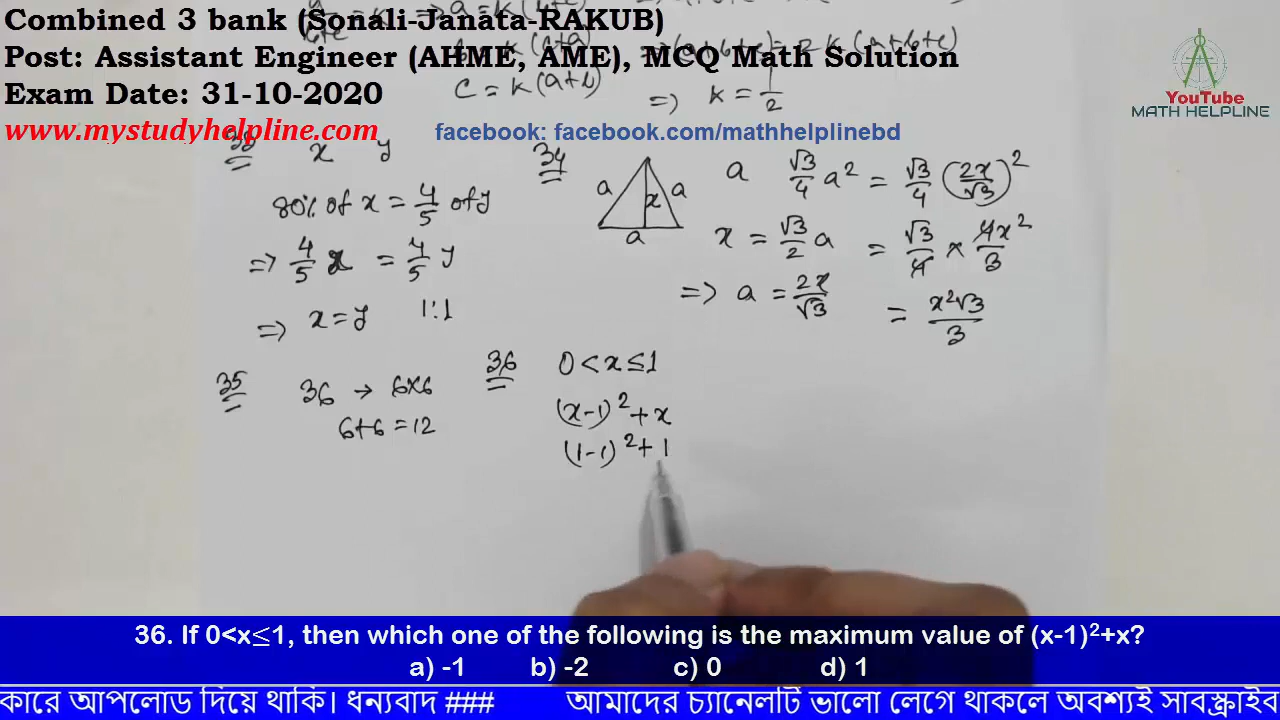 Combined 3 bank (Sonali-Janata-RAKUB)
Post: Assistant Engineer (AHME, AME), MCQ Math Solution
Exam Date: 31-10-2020
www.mystudyhelpline.com
facebook: facebook.com/mathhelplinebd
YouTube
MATH HELPLINE
C = K(a+b)
=> K = 1/2
x y
80% of x = 4/5 of y
=> 4/5 x = 4/5 y
=> x = y 1:1
34
a a x a
a √3/4 a² = √3/4 (2x/√3)²
x = √3/2 a = √3/4 × 4x²/3
=> a = 2x/√3 = x²√3/3
35 36 → 6×6
6+6 = 12
36 0 < x ≤ 1
(x-1)² + x
(1-1)² + 1
36. If 0<x≤1, then which one of the following is the maximum value of (x-1)²+x?
a) -1 b) -2 c) 0 d) 1
কারে আপলোড দিয়ে থাকি। ধন্যবাদ ### আমাদের চ্যানেলটি ভালো লেগে থাকলে অবশ্যই সাবস্ক্রাইব